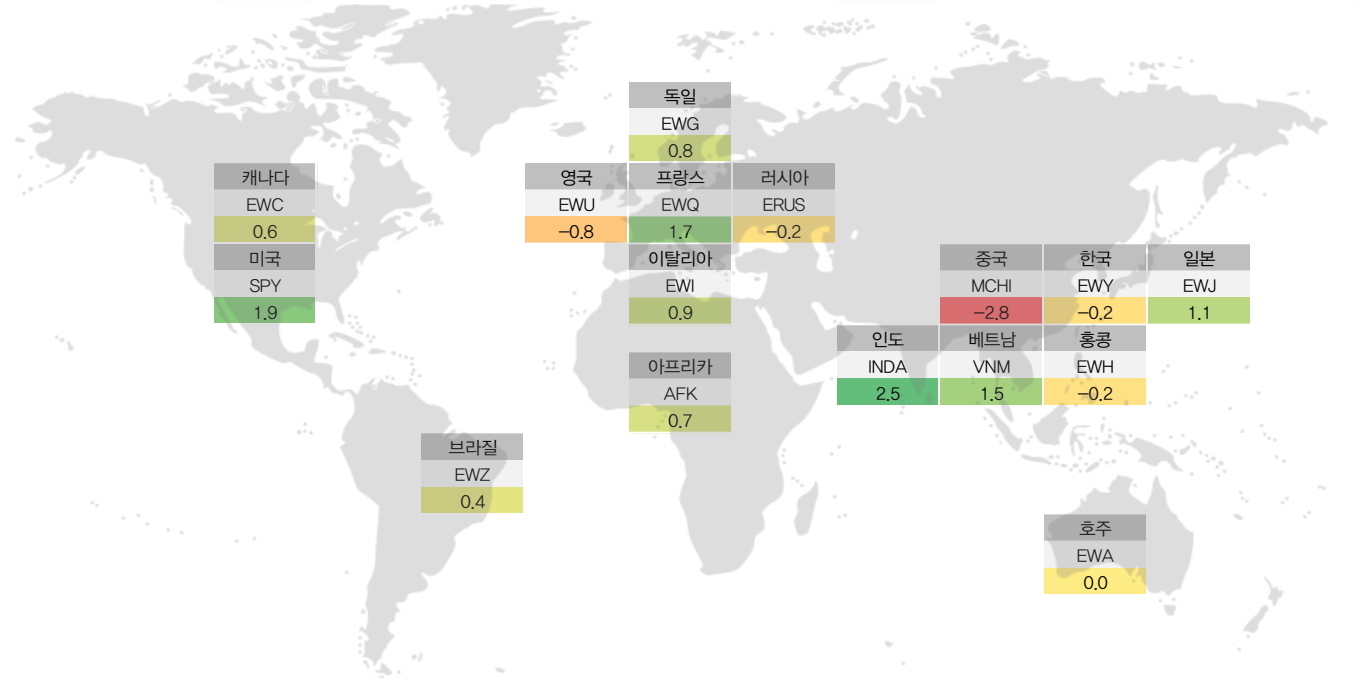 독일
EWG
0.8
캐나다
EWC
0.6
영국 프랑스 러시아
EWU EWQ ERUS
-0.8 1.7 -0.2
미국
SPY
1.9
이탈리아
EWI
0.9
중국 한국 일본
MCHI EWY EWJ
-2.8 -0.2 1.1
인도 베트남 홍콩
INDA VNM EWH
2.5 1.5 -0.2
아프리카
AFK
0.7
브라질
EWZ
0.4
호주
EWA
0.0